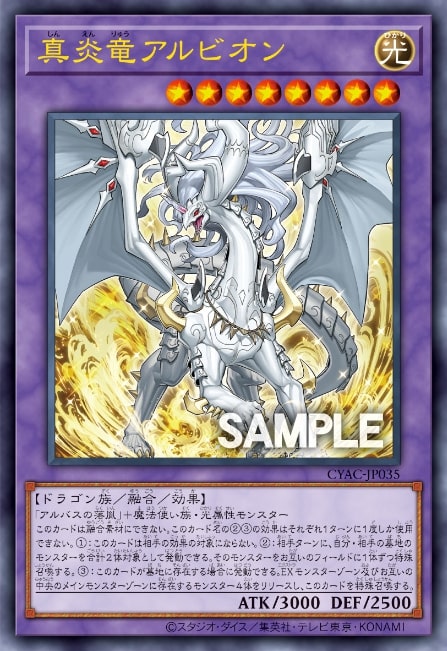 真炎竜アルビオン
光
SAMPLE
CYAC-JP035
【ドラゴン族／融合／効果】
「アルバスの落胤」＋魔法使い族・光属性モンスター
このカードは融合素材にできない。このカード名の②③の効果はそれぞれ1ターンに1度しか使用
できない。①：このカードは相手の効果の対象にならない。②：相手ターンに、自分・相手の墓地の
モンスターを合計2体対象として発動できる。そのモンスターをお互いのフィールドに1体ずつ特殊
召喚する。③：このカードが墓地に存在する場合に発動できる。EXモンスターゾーン及びお互いの
中央のメインモンスターゾーンに存在するモンスター4体をリリースし、このカードを特殊召喚する。
ATK/3000 DEF/2500
©スタジオ・ダイス／集英社・テレビ東京・KONAMI